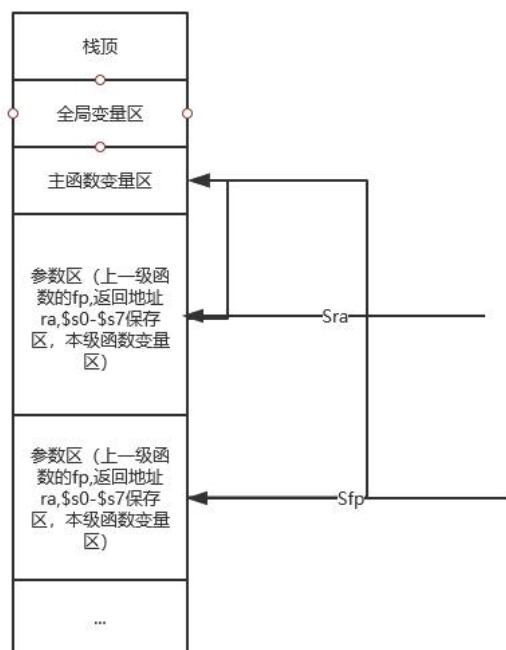 栈顶
全局变量区
主函数变量区
参数区（上一级函
数的fp,返回地址
ra,$s0-$s7保存
区，本级函数变量
区）
Sra
参数区（上一级函
数的fp,返回地址
ra,$s0-$s7保存
区，本级函数变量
区）
Sfp
...